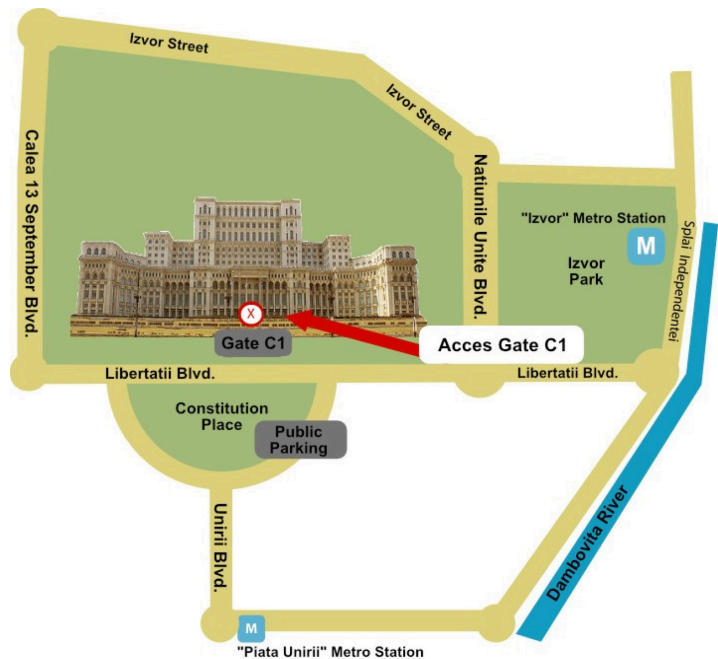 Izvor Street
Izvor Street
Calea 13 September Blvd.
Natiunile Unite Blvd.
"Izvor" Metro Station
M
Izvor
Park
Splai Independentei
X
Gate C1
Acces Gate C1
Libertatii Blvd.
Libertatii Blvd.
Constitution
Place
Public
Parking
Unirii Blvd.
Dambovita River
M
"Piata Unirii" Metro Station